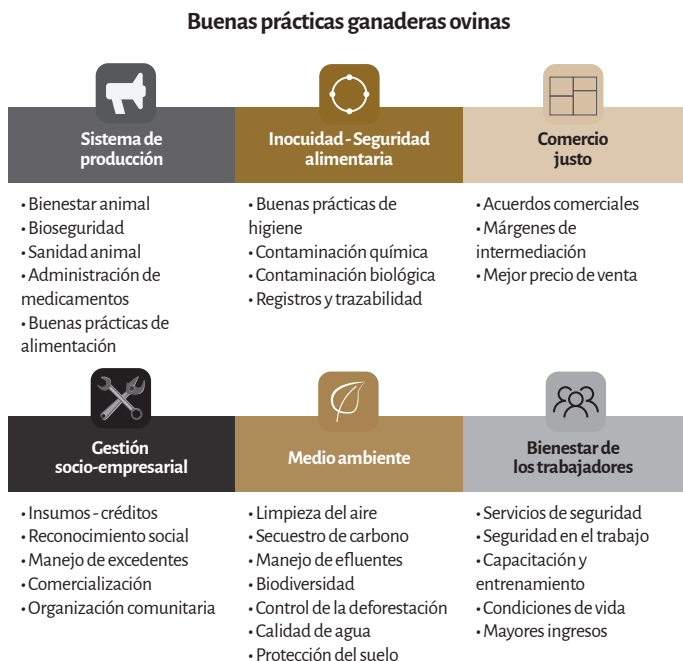 Buenas prácticas ganaderas ovinas
Sistema de
producción
• Bienestar animal
• Bioseguridad
• Sanidad animal
• Administración de
medicamentos
• Buenas prácticas de
alimentación
Inocuidad - Seguridad
alimentaria
• Buenas prácticas de
higiene
• Contaminación química
• Contaminación biológica
• Registros y trazabilidad
Comercio
justo
• Acuerdos comerciales
• Márgenes de
intermediación
• Mejor precio de venta
Gestión
socio-empresarial
• Insumos - créditos
• Reconocimiento social
• Manejo de excedentes
• Comercialización
• Organización comunitaria
Medio ambiente
• Limpieza del aire
• Secuestro de carbono
• Manejo de efluentes
• Biodiversidad
• Control de la deforestación
• Calidad de agua
• Protección del suelo
Bienestar de
los trabajadores
• Servicios de seguridad
• Seguridad en el trabajo
• Capacitación y
entrenamiento
• Condiciones de vida
• Mayores ingresos